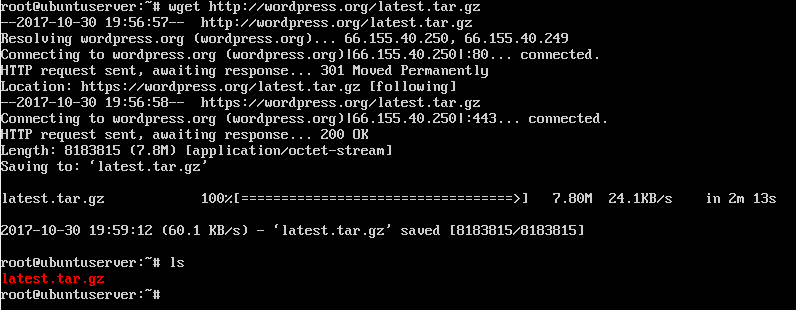 root@ubuntuserver:~# wget http://wordpress.org/latest.tar.gz
--2017-10-30 19:56:57--  http://wordpress.org/latest.tar.gz
Resolving wordpress.org (wordpress.org)... 66.155.40.250, 66.155.40.249
Connecting to wordpress.org (wordpress.org)|66.155.40.250|:80... connected.
HTTP request sent, awaiting response... 301 Moved Permanently
Location: https://wordpress.org/latest.tar.gz [following]
--2017-10-30 19:56:58--  https://wordpress.org/latest.tar.gz
Connecting to wordpress.org (wordpress.org)|66.155.40.250|:443... connected.
HTTP request sent, awaiting response... 200 OK
Length: 8183815 (7.8M) [application/octet-stream]
Saving to: ‘latest.tar.gz’
latest.tar.gz            100%[==================================>]   7.80M  24.1KB/s    in 2m 13s
2017-10-30 19:59:12 (60.1 KB/s) - ‘latest.tar.gz’ saved [8183815/8183815]
root@ubuntuserver:~# ls
latest.tar.gz
root@ubuntuserver:~#